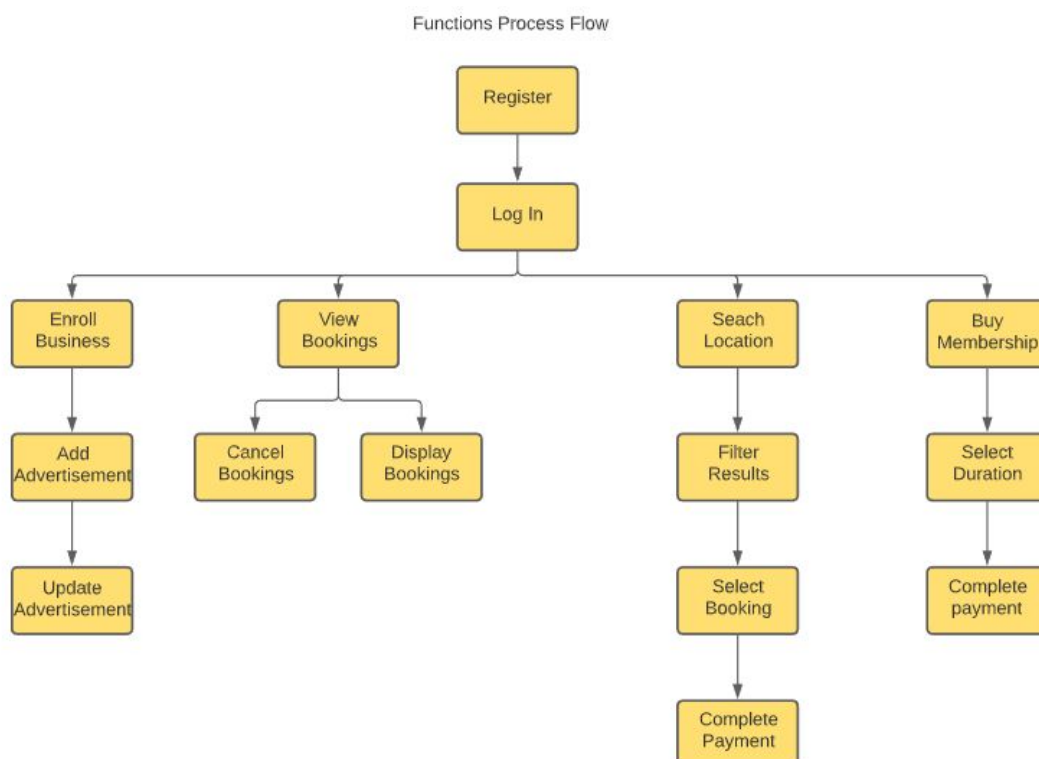 Functions Process Flow
Register
Log In
Enroll
Business
View
Bookings
Seach
Location
Buy
Membership
Add
Advertisement
Cancel
Bookings
Display
Bookings
Filter
Results
Select
Duration
Update
Advertisement
Select
Booking
Complete
payment
Complete
Payment